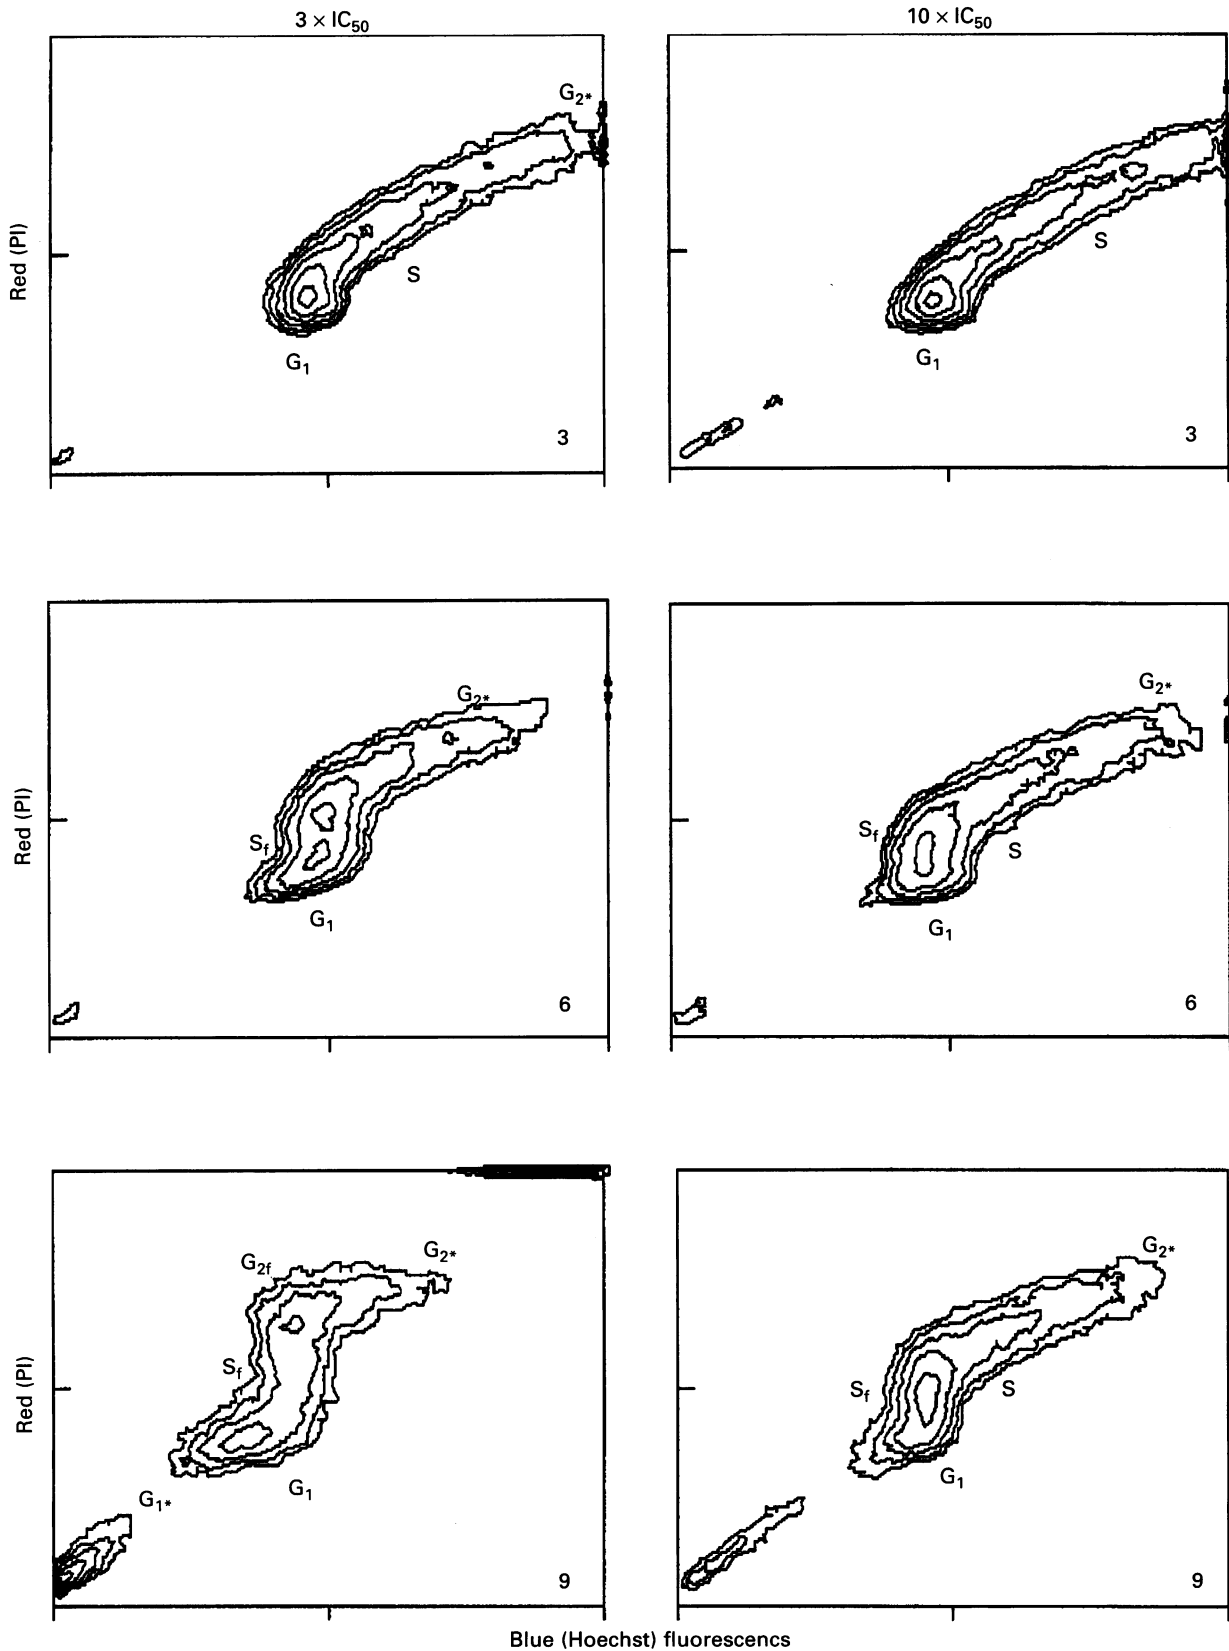 3 × IC50
10 × IC50
Red (PI)
G2*
S
G1
3
S
G1
3
Red (PI)
G2*
Sf
G1
6
G2*
Sf
S
G1
6
Red (PI)
G2f
G2*
Sf
G1
G1*
9
G2*
Sf
S
G1
9
Blue (Hoechst) fluorescencs